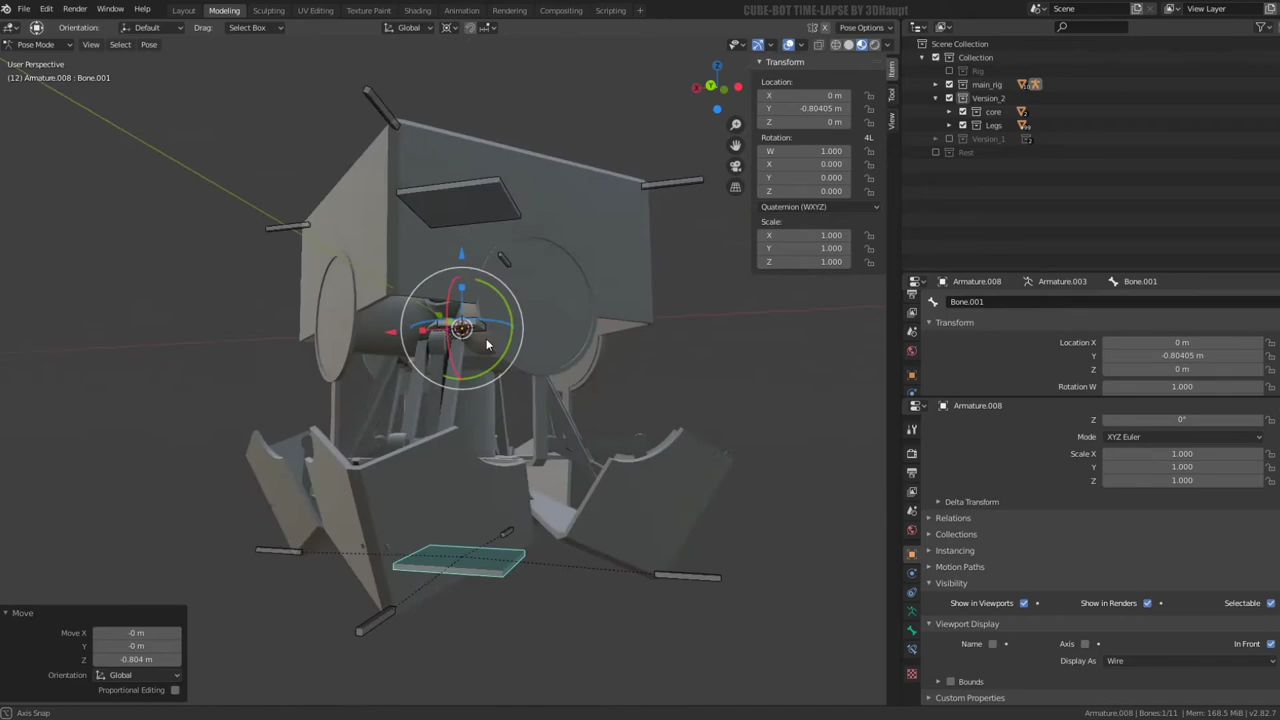 File Edit Render Window Help Layout Modeling Sculpting UV Editing Texture Paint Shading Animation Rendering Compositing Scripting CUBE-BOT TIME-LAPSE BY 3DHaupt Scene View Layer
Orientation: Default Drag: Select Box Global Pose Options
Pose Mode View Select Pose
User Perspective
(12) Armature.008 : Bone.001
Transform
Location:
X 0 m
Y -0.80405 m
Z 0 m
Rotation: 4L
W 1.000
X 0.000
Y 0.000
Z 0.000
Quaternion (WXYZ)
Scale:
X 1.000
Y 1.000
Z 1.000
Item
Tool
View
Z
X
Y
Scene Collection
Collection
Rig
main_rig
Version_2
core
Legs
Version_1
Rest
Armature.008 Armature.003 Bone.001
Bone.001
Transform
Location X 0 m
Y -0.80405 m
Z 0 m
Rotation W 1.000
Armature.008
Z 0°
Mode XYZ Euler
Scale X 1.000
Y 1.000
Z 1.000
Delta Transform
Relations
Collections
Instancing
Motion Paths
Visibility
Show in Viewports Show in Renders Selectable
Viewport Display
Name Axis In Front
Display As Wire
Bounds
Custom Properties
Move
Move X -0 m
Y -0 m
Z -0.804 m
Orientation Global
Proportional Editing
Axis Snap
Armature.008 | Bones:1/11 | Mem: 168.5 MiB | v2.82.7